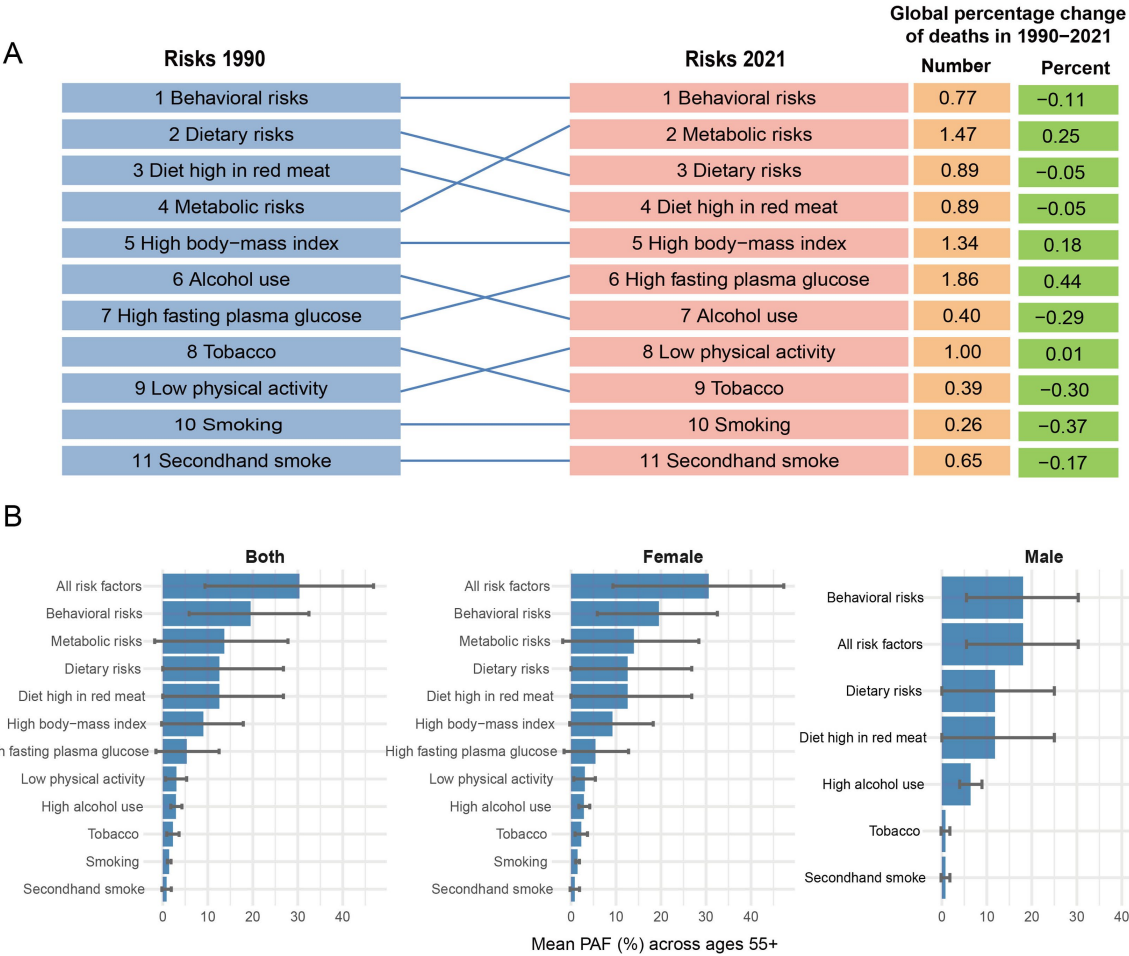 Global percentage change
of deaths in 1990−2021
A
Risks 1990
Risks 2021
Number
Percent
1 Behavioral risks
1 Behavioral risks
0.77
−0.11
2 Dietary risks
2 Metabolic risks
1.47
0.25
3 Diet high in red meat
3 Dietary risks
0.89
−0.05
4 Metabolic risks
4 Diet high in red meat
0.89
−0.05
5 High body−mass index
5 High body−mass index
1.34
0.18
6 Alcohol use
6 High fasting plasma glucose
1.86
0.44
7 High fasting plasma glucose
7 Alcohol use
0.40
−0.29
8 Tobacco
8 Low physical activity
1.00
0.01
9 Low physical activity
9 Tobacco
0.39
−0.30
10 Smoking
10 Smoking
0.26
−0.37
11 Secondhand smoke
11 Secondhand smoke
0.65
−0.17
B
Both
All risk factors
Behavioral risks
Metabolic risks
Dietary risks
Diet high in red meat
High body−mass index
h fasting plasma glucose
Low physical activity
High alcohol use
Tobacco
Smoking
Secondhand smoke
0 10 20 30 40
Female
All risk factors
Behavioral risks
Metabolic risks
Dietary risks
Diet high in red meat
High body−mass index
High fasting plasma glucose
Low physical activity
High alcohol use
Tobacco
Smoking
Secondhand smoke
0 10 20 30 40
Male
Behavioral risks
All risk factors
Dietary risks
Diet high in red meat
High alcohol use
Tobacco
Secondhand smoke
0 10 20 30 40
Mean PAF (%) across ages 55+